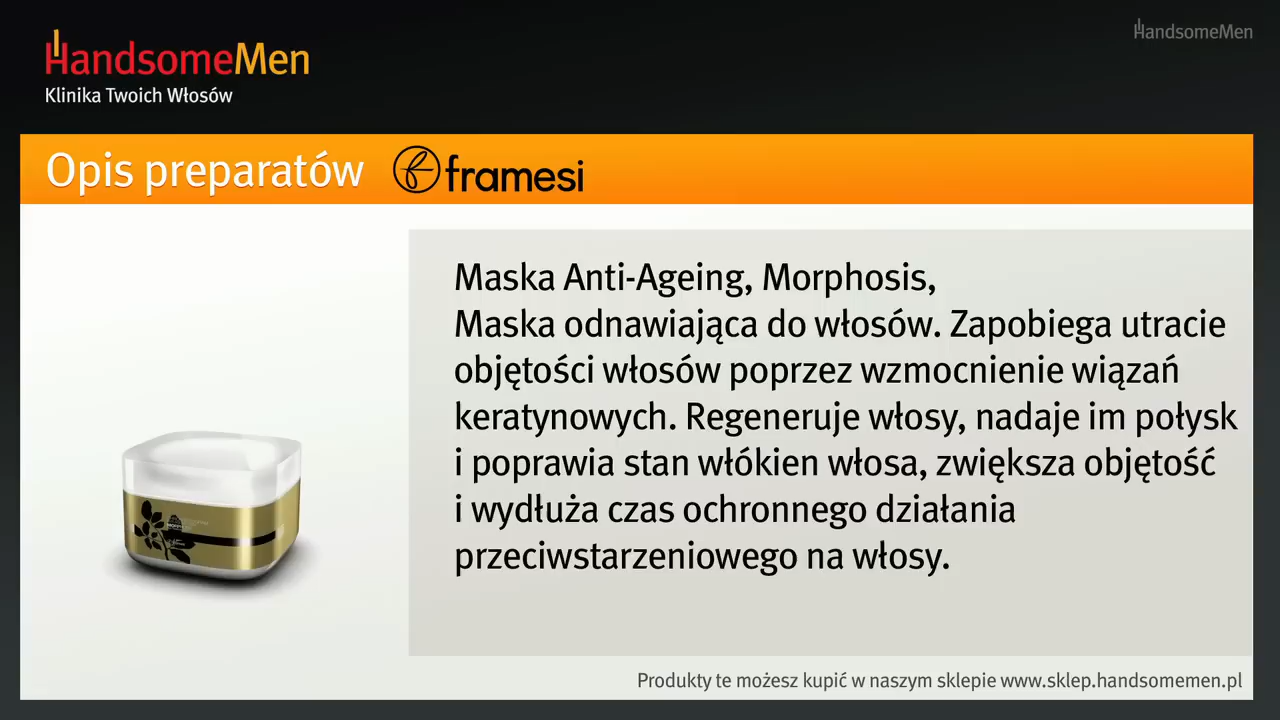 HandsomeMen
HandsomeMen
Klinika Twoich Włosów
Opis preparatów framesi
Maska Anti-Ageing, Morphosis,
Maska odnawiająca do włosów. Zapobiega utracie
objętości włosów poprzez wzmocnienie wiązań
keratynowych. Regeneruje włosy, nadaje im połysk
i poprawia stan włókien włosa, zwiększa objętość
i wydłuża czas ochronnego działania
przeciwstarzeniowego na włosy.
Produkty te możesz kupić w naszym sklepie www.sklep.handsomemen.pl